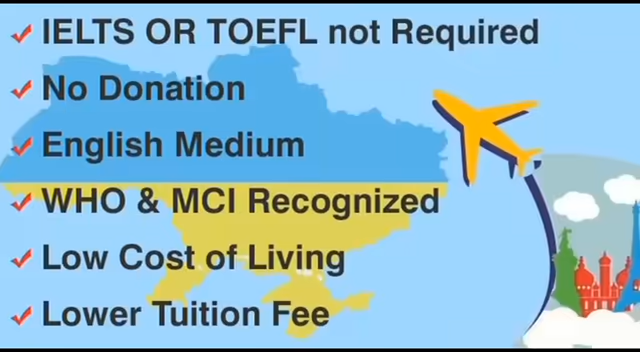 IELTS OR TOEFL not Required
No Donation
English Medium
WHO & MCI Recognized
Low Cost of Living
Lower Tuition Fee